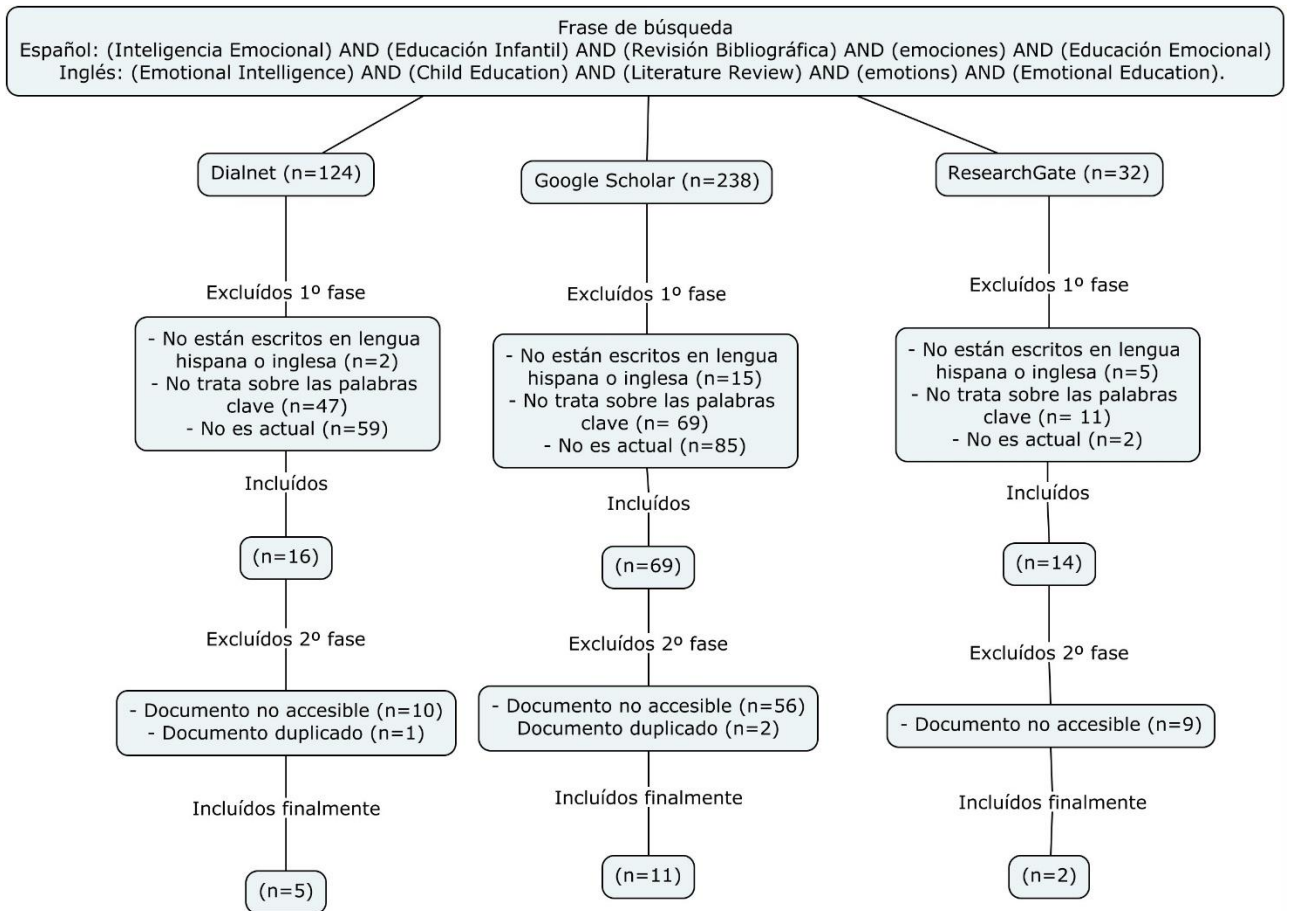 Frase de búsqueda
Español: (Inteligencia Emocional) AND (Educación Infantil) AND (Revisión Bibliográfica) AND (emociones) AND (Educación Emocional)
Inglés: (Emotional Intelligence) AND (Child Education) AND (Literature Review) AND (emotions) AND (Emotional Education).
Dialnet (n=124)
Excluídos 1º fase
- No están escritos en lengua
hispana o inglesa (n=2)
- No trata sobre las palabras
clave (n=47)
- No es actual (n=59)
Incluídos
(n=16)
Excluídos 2º fase
- Documento no accesible (n=10)
- Documento duplicado (n=1)
Incluídos finalmente
(n=5)
Google Scholar (n=238)
Excluídos 1º fase
- No están escritos en lengua
hispana o inglesa (n=15)
- No trata sobre las palabras
clave (n= 69)
- No es actual (n=85)
Incluídos
(n=69)
Excluídos 2º fase
- Documento no accesible (n=56)
Documento duplicado (n=2)
Incluídos finalmente
(n=11)
ResearchGate (n=32)
Excluídos 1º fase
- No están escritos en lengua
hispana o inglesa (n=5)
- No trata sobre las palabras
clave (n= 11)
- No es actual (n=2)
Incluídos
(n=14)
Excluídos 2º fase
- Documento no accesible (n=9)
Incluídos finalmente
(n=2)